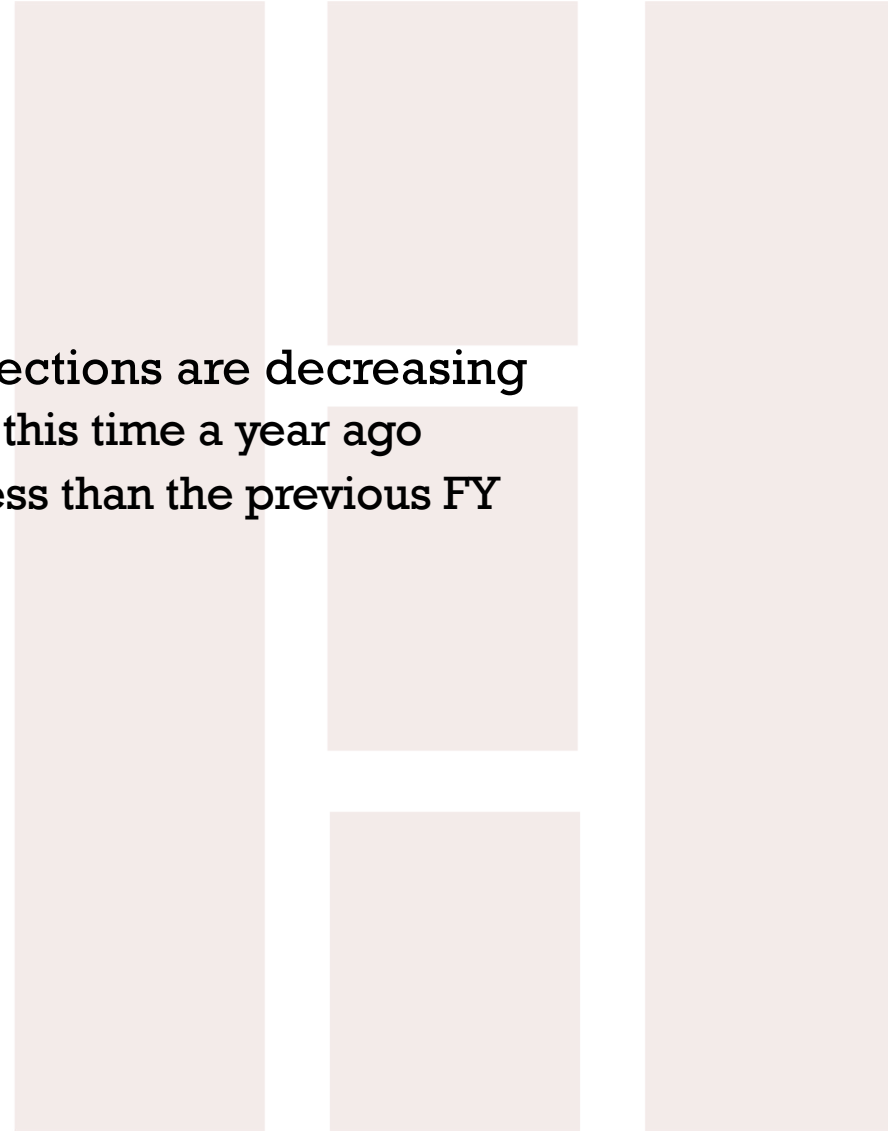 ections are decreasing
this time a year ago
ess than the previous FY